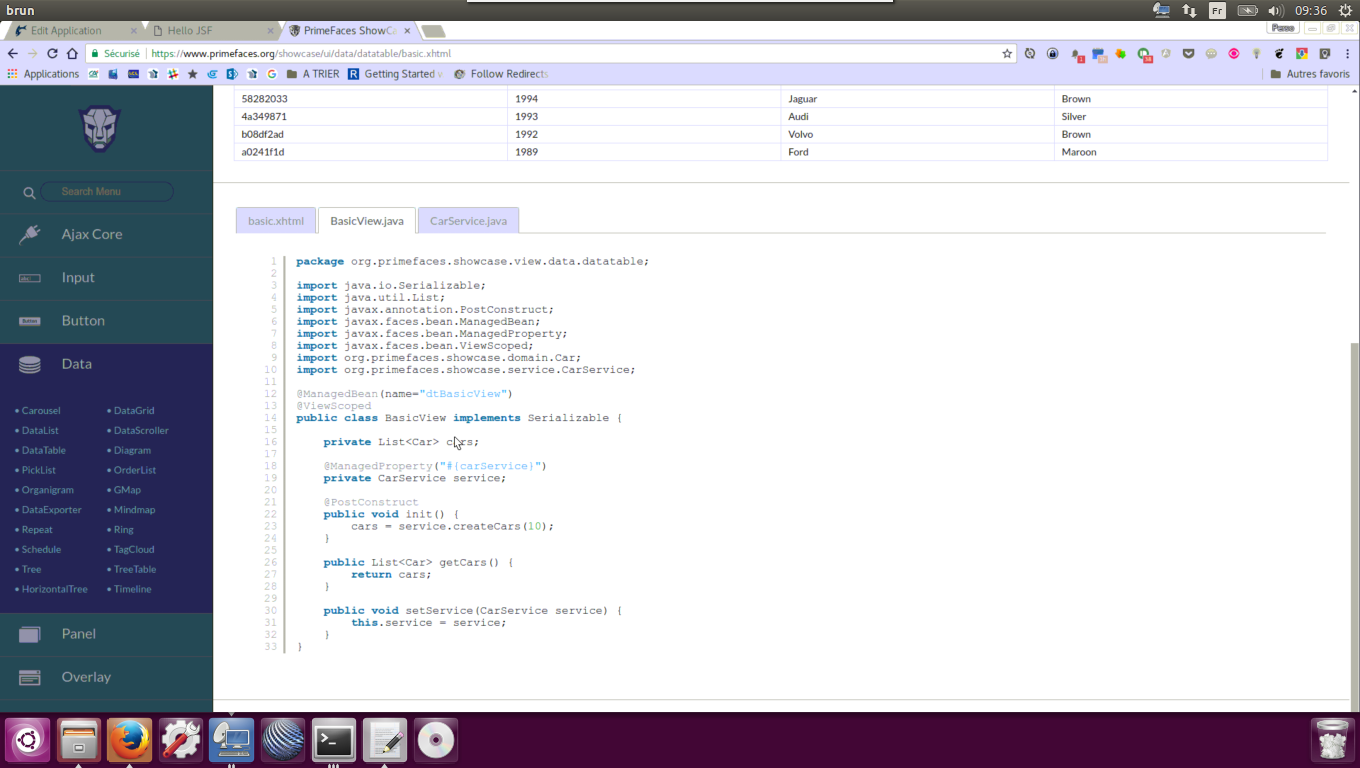 brun
Fr
09:36
Edit Application
Hello JSF
PrimeFaces ShowCa
Perso
Sécurisé
https://www.primefaces.org/showcase/ui/data/datatable/basic.xhtml
Applications
A TRIER
Getting Started
Follow Redirects
Autres favoris
58282033 1994 Jaguar Brown
4a349871 1993 Audi Silver
b08df2ad 1992 Volvo Brown
a0241f1d 1989 Ford Maroon
Search Menu
Ajax Core
Input
Button
Data
Carousel DataGrid
DataList DataScroller
DataTable Diagram
PickList OrderList
Organigram GMap
DataExporter Mindmap
Repeat Ring
Schedule TagCloud
Tree TreeTable
HorizontalTree Timeline
Panel
Overlay
basic.xhtml BasicView.java CarService.java
1 package org.primefaces.showcase.view.data.datatable;
2
3 import java.io.Serializable;
4 import java.util.List;
5 import javax.annotation.PostConstruct;
6 import javax.faces.bean.ManagedBean;
7 import javax.faces.bean.ManagedProperty;
8 import javax.faces.bean.ViewScoped;
9 import org.primefaces.showcase.domain.Car;
10 import org.primefaces.showcase.service.CarService;
11
12 @ManagedBean(name="dtBasicView")
13 @ViewScoped
14 public class BasicView implements Serializable {
15
16 private List<Car> cars;
17
18 @ManagedProperty("#{carService}")
19 private CarService service;
20
21 @PostConstruct
22 public void init() {
23 cars = service.createCars(10);
24 }
25
26 public List<Car> getCars() {
27 return cars;
28 }
29
30 public void setService(CarService service) {
31 this.service = service;
32 }
33 }